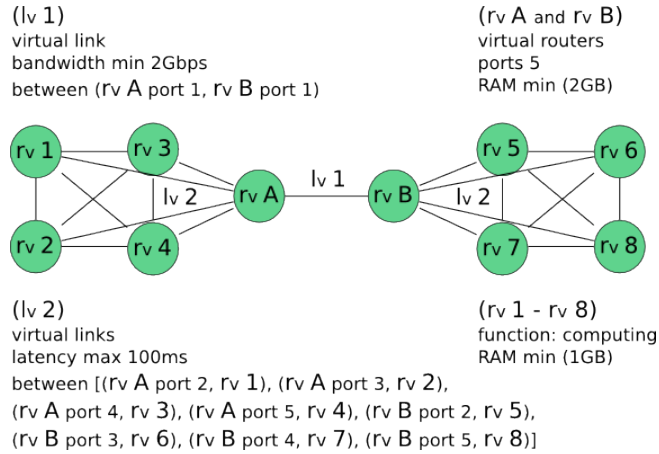 (lv 1)
virtual link
bandwidth min 2Gbps
between (rv A port 1, rv B port 1)
(rv A and rv B)
virtual routers
ports 5
RAM min (2GB)
rv 1
rv 3
rv 5
rv 6
lv 1
lv 2
rv A
rv B
lv 2
rv 2
rv 4
rv 7
rv 8
(lv 2)
virtual links
latency max 100ms
between [(rv A port 2, rv 1), (rv A port 3, rv 2),
(rv A port 4, rv 3), (rv A port 5, rv 4), (rv B port 2, rv 5),
(rv B port 3, rv 6), (rv B port 4, rv 7), (rv B port 5, rv 8)]
(rv 1 - rv 8)
function: computing
RAM min (1GB)